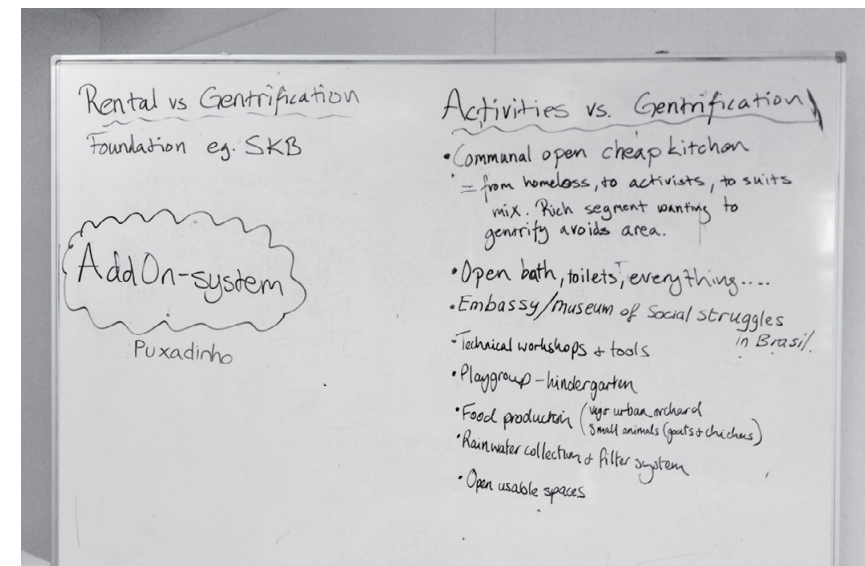 Rental vs Gentrification
Foundation eg. SKB
AddOn-system
Puxadinho
Activities vs. Gentrification
• Communal open cheap kitchen
= from homeless, to activists, to suits
mix. Rich segment wanting to
gentrify avoids area.
• Open bath, toilets, everything....
• Embassy/museum of Social struggles
in Brasil.
- Technical workshops + tools
• Playgroup - kindergarten
• Food production (vego urban orchard
small animals (goats + chickens)
• Rainwater collection + filter system
• Open usable spaces